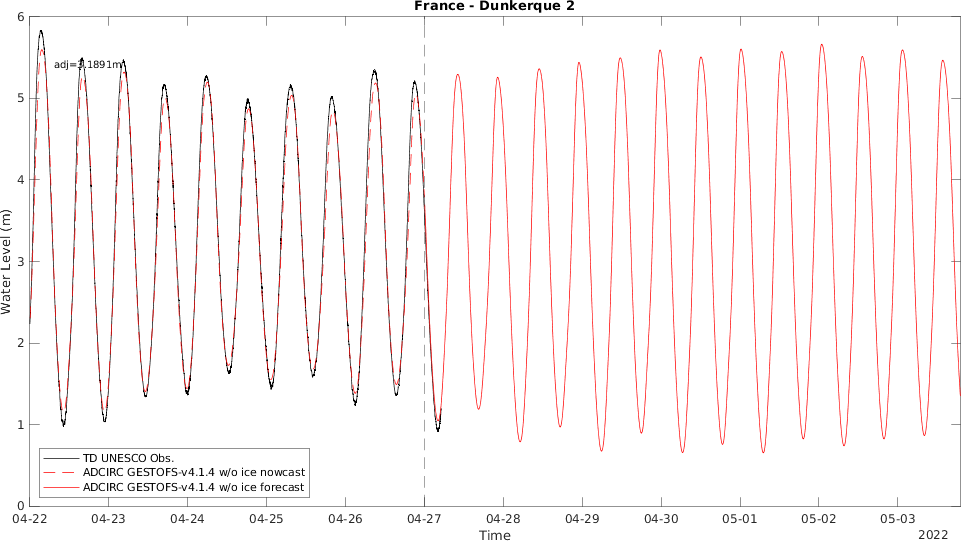 France - Dunkerque 2
6
adj=3.1891m
5
4
3
2
1
0
Water Level (m)
TD UNESCO Obs.
ADCIRC GESTOFS-v4.1.4 w/o ice nowcast
ADCIRC GESTOFS-v4.1.4 w/o ice forecast
04-22 04-23 04-24 04-25 04-26 04-27 04-28 04-29 04-30 05-01 05-02 05-03
Time
2022